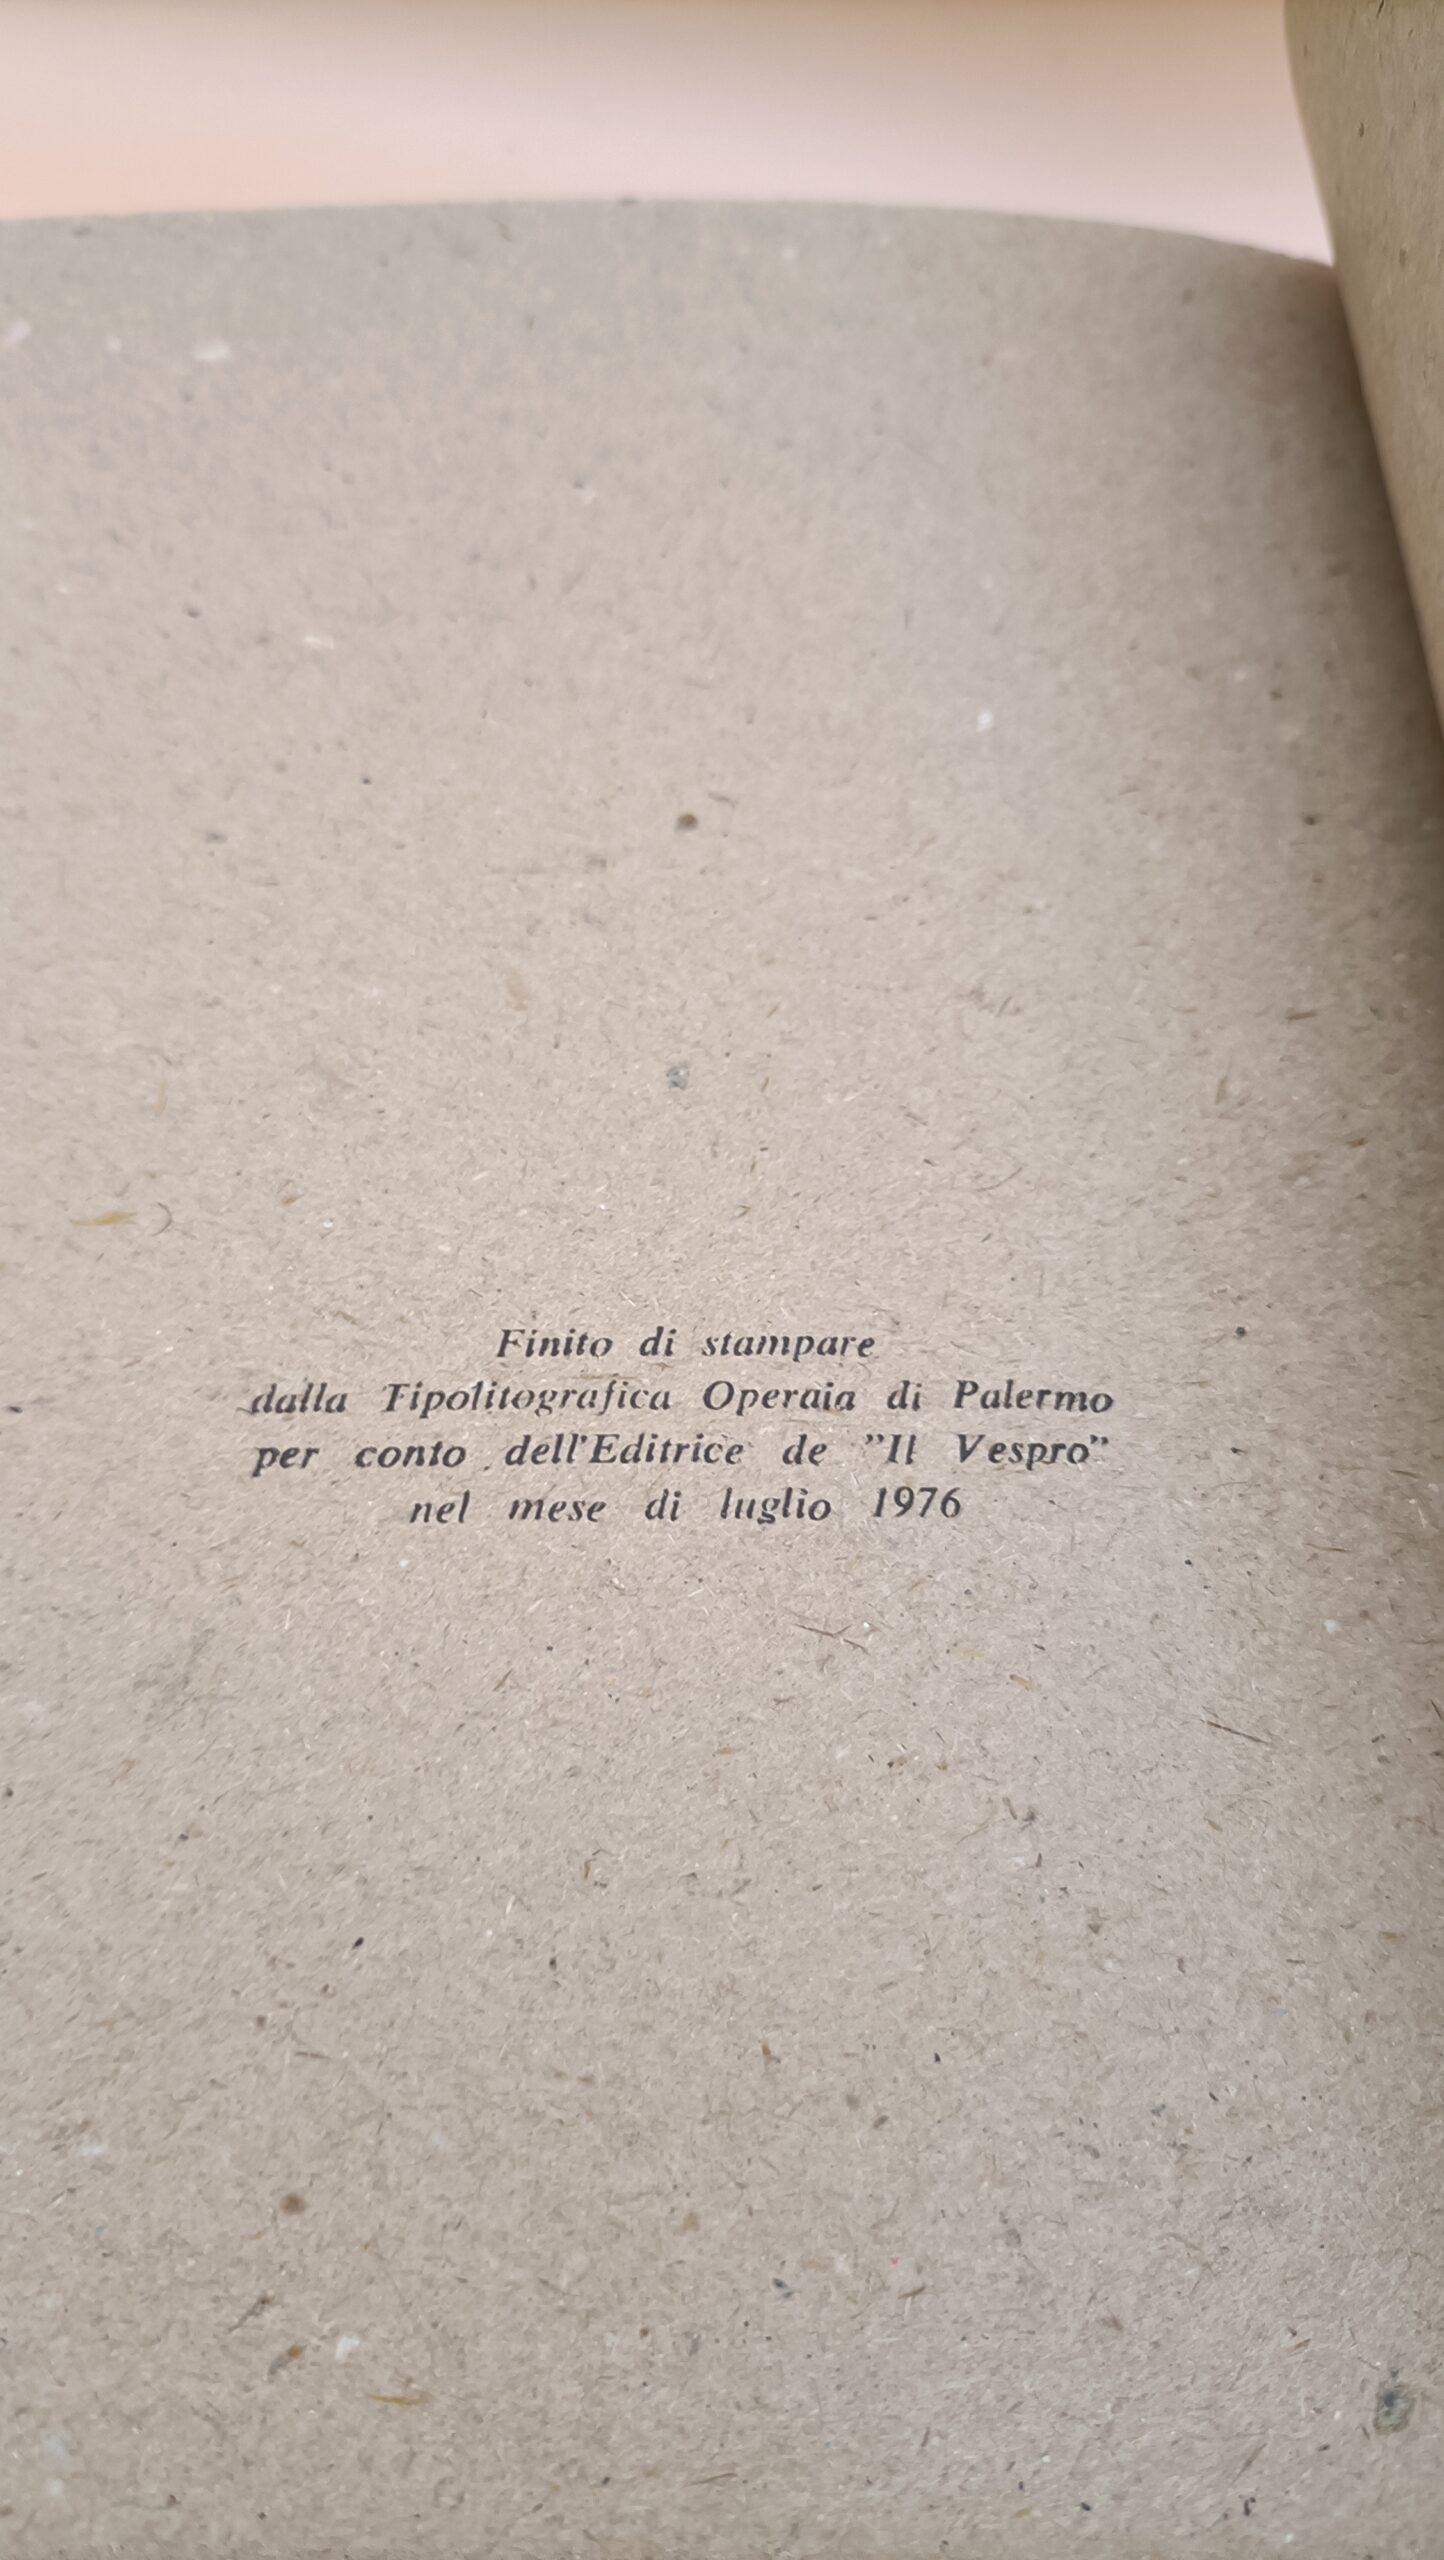 Finito di stampare
dalla Tipolitografica Operaia di Palermo
per conto dell'Editrice de "Il Vespro"
nel mese di luglio 1976